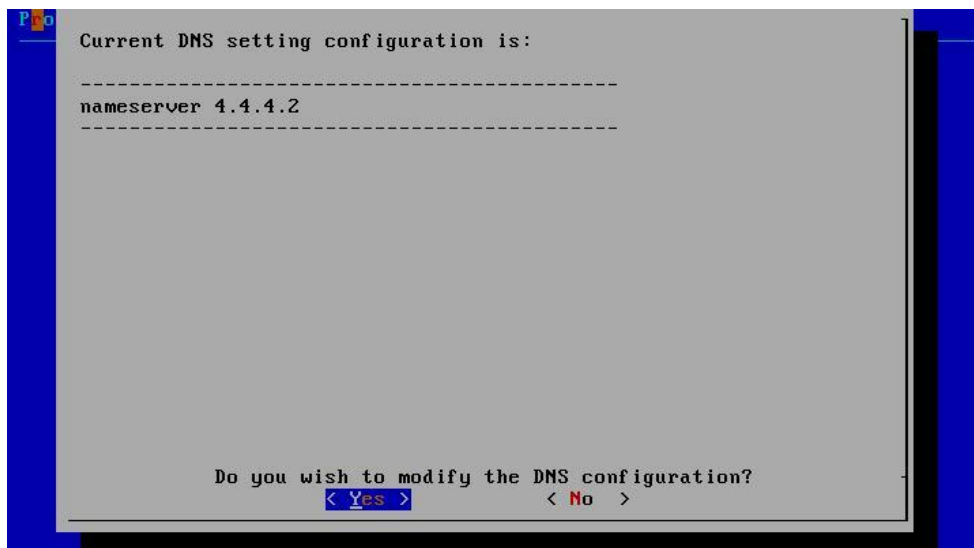 Pro
Current DNS setting configuration is:
--------------------------------------------
nameserver 4.4.4.2
--------------------------------------------
Do you wish to modify the DNS configuration?
< Yes > < No >